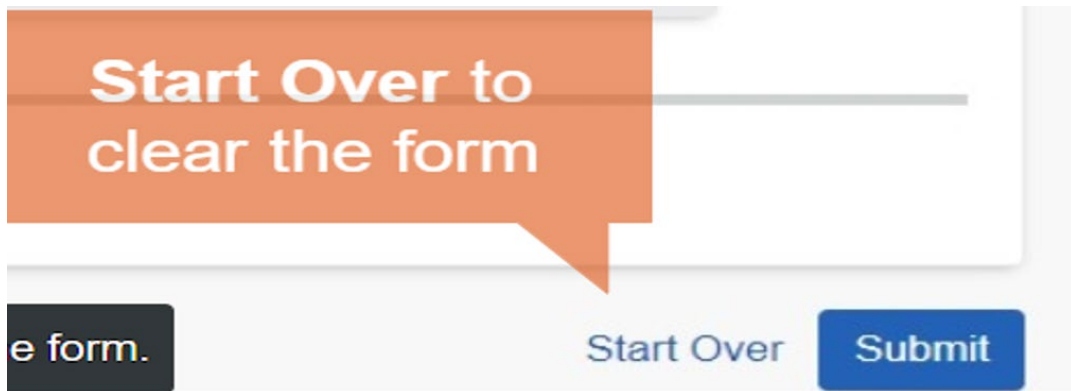 Start Over to
clear the form
e form.
Start Over
Submit